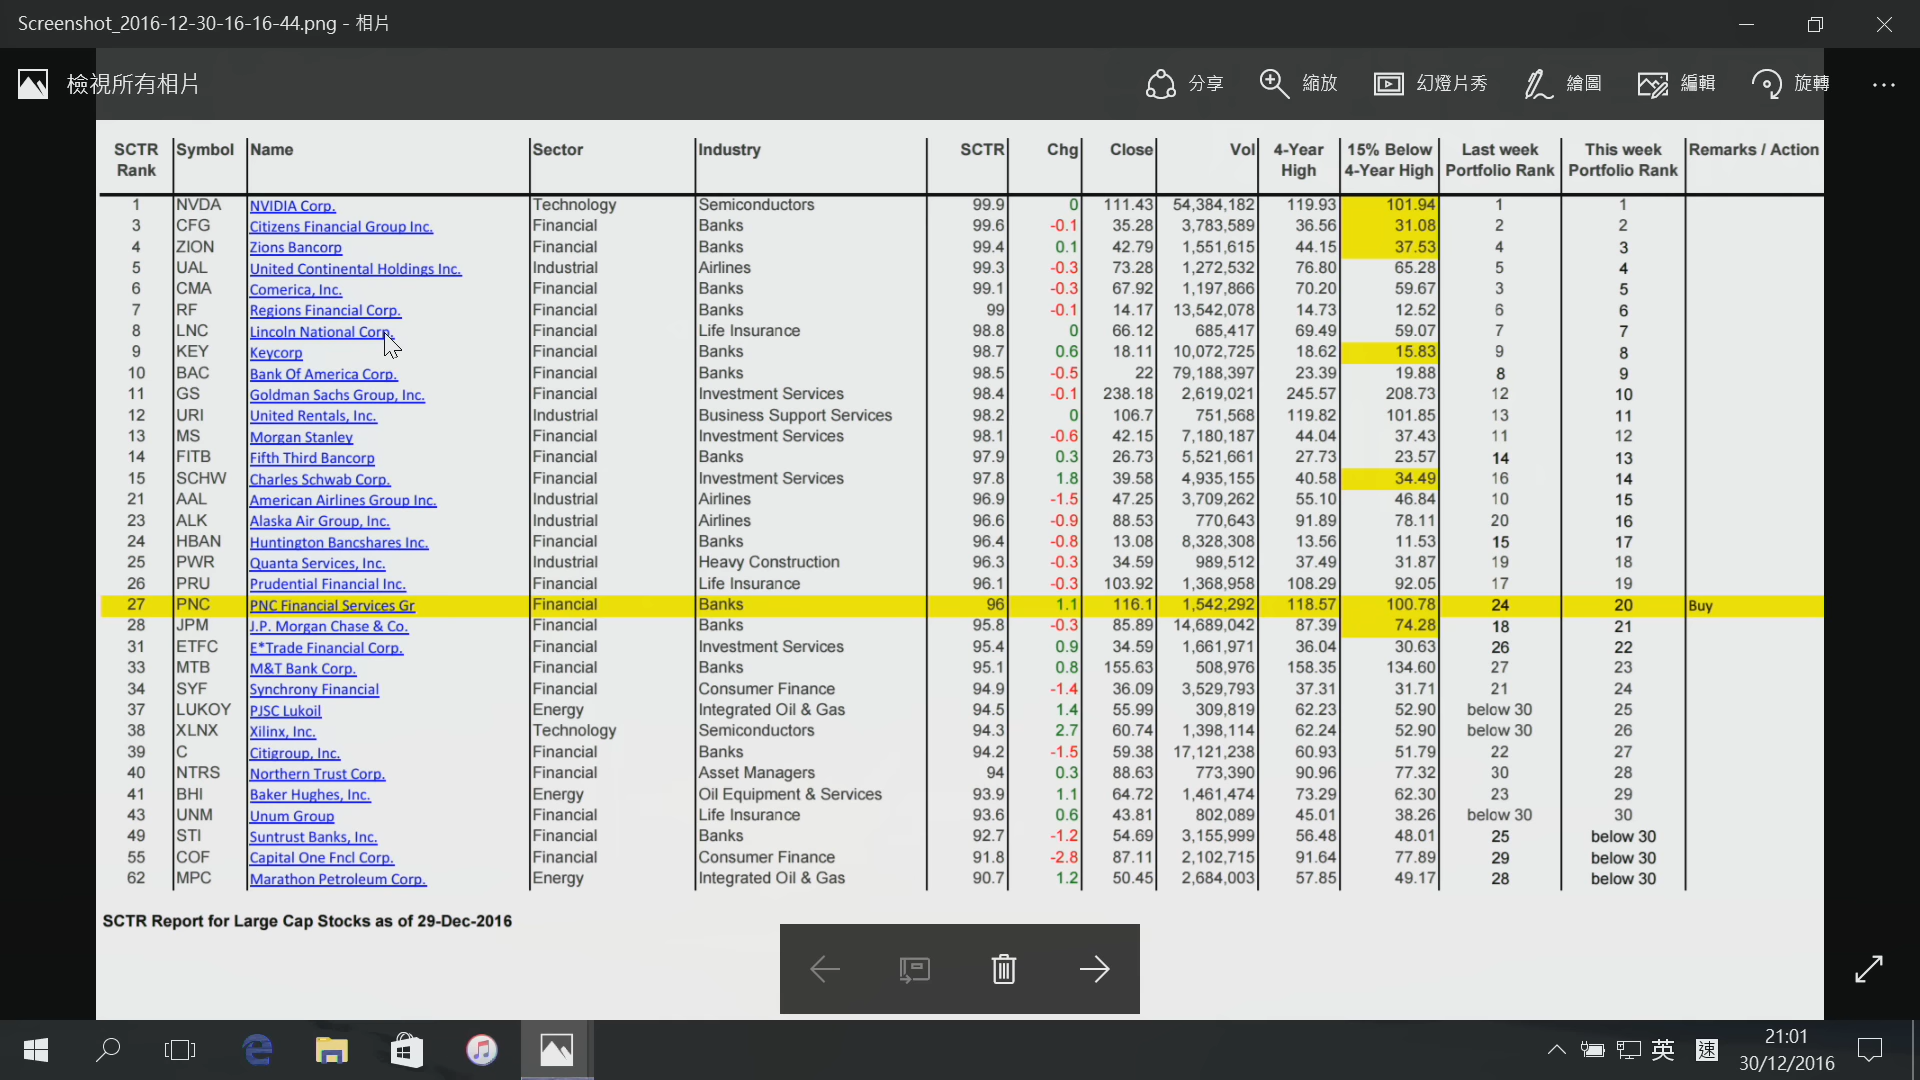 Screenshot_2016-12-30-16-16-44.png - 相片
檢視所有相片 分享 縮放 幻燈片秀 繪圖 編輯 旋轉
SCTR Rank Symbol Name Sector Industry SCTR Chg Close Vol 4-Year High 15% Below 4-Year High Last week Portfolio Rank This week Portfolio Rank Remarks / Action
1 NVDA NVIDIA Corp. Technology Semiconductors 99.9 0 111.43 54,384,182 119.93 101.94 1 1
3 CFG Citizens Financial Group Inc. Financial Banks 99.6 -0.1 35.28 3,783,589 36.56 31.08 2 2
4 ZION Zions Bancorp Financial Banks 99.4 0.1 42.79 1,551,615 44.15 37.53 4 3
5 UAL United Continental Holdings Inc. Industrial Airlines 99.3 -0.3 73.28 1,272,532 76.80 65.28 5 4
6 CMA Comerica, Inc. Financial Banks 99.1 -0.3 67.92 1,197,866 70.20 59.67 3 5
7 RF Regions Financial Corp. Financial Banks 99 -0.1 14.17 13,542,078 14.73 12.52 6 6
8 LNC Lincoln National Corp. Financial Life Insurance 98.8 0 66.12 685,417 69.49 59.07 7 7
9 KEY Keycorp Financial Banks 98.7 0.6 18.11 10,072,725 18.62 15.83 9 8
10 BAC Bank Of America Corp. Financial Banks 98.5 -0.5 22 79,188,397 23.39 19.88 8 9
11 GS Goldman Sachs Group, Inc. Financial Investment Services 98.4 -0.1 238.18 2,619,021 245.57 208.73 12 10
12 URI United Rentals, Inc. Industrial Business Support Services 98.2 0 106.7 751,568 119.82 101.85 13 11
13 MS Morgan Stanley Financial Investment Services 98.1 -0.6 42.15 7,180,187 44.04 37.43 11 12
14 FITB Fifth Third Bancorp Financial Banks 97.9 0.3 26.73 5,521,661 27.73 23.57 14 13
15 SCHW Charles Schwab Corp. Financial Investment Services 97.8 1.8 39.58 4,935,155 40.58 34.49 16 14
21 AAL American Airlines Group Inc. Industrial Airlines 96.9 -1.5 47.25 3,709,262 55.10 46.84 10 15
23 ALK Alaska Air Group, Inc. Industrial Airlines 96.6 -0.9 88.53 770,643 91.89 78.11 20 16
24 HBAN Huntington Bancshares Inc. Financial Banks 96.4 -0.8 13.08 8,328,308 13.56 11.53 15 17
25 PWR Quanta Services, Inc. Industrial Heavy Construction 96.3 -0.3 34.59 989,512 37.49 31.87 19 18
26 PRU Prudential Financial Inc. Financial Life Insurance 96.1 -0.3 103.92 1,368,958 108.29 92.05 17 19
27 PNC PNC Financial Services Gr Financial Banks 96 1.1 116.1 1,542,292 118.57 100.78 24 20 Buy
28 JPM J.P. Morgan Chase & Co. Financial Banks 95.8 -0.3 85.89 14,689,042 87.39 74.28 18 21
31 ETFC E*Trade Financial Corp. Financial Investment Services 95.4 0.9 34.59 1,661,971 36.04 30.63 26 22
33 MTB M&T Bank Corp. Financial Banks 95.1 0.8 155.63 508,976 158.35 134.60 27 23
34 SYF Synchrony Financial Financial Consumer Finance 94.9 -1.4 36.09 3,529,793 37.31 31.71 21 24
37 LUKOY PJSC Lukoil Energy Integrated Oil & Gas 94.5 1.4 55.99 309,819 62.23 52.90 below 30 25
38 XLNX Xilinx, Inc. Technology Semiconductors 94.3 2.7 60.74 1,398,114 62.24 52.90 below 30 26
39 C Citigroup, Inc. Financial Banks 94.2 -1.5 59.38 17,121,238 60.93 51.79 22 27
40 NTRS Northern Trust Corp. Financial Asset Managers 94 0.3 88.63 773,390 90.96 77.32 30 28
41 BHI Baker Hughes, Inc. Energy Oil Equipment & Services 93.9 1.1 64.72 1,461,474 73.29 62.30 23 29
43 UNM Unum Group Financial Life Insurance 93.6 0.6 43.81 802,089 45.01 38.26 below 30 30
49 STI Suntrust Banks, Inc. Financial Banks 92.7 -1.2 54.69 3,155,999 56.48 48.01 25 below 30
55 COF Capital One Fncl Corp. Financial Consumer Finance 91.8 -2.8 87.11 2,102,715 91.64 77.89 29 below 30
62 MPC Marathon Petroleum Corp. Energy Integrated Oil & Gas 90.7 1.2 50.45 2,684,003 57.85 49.17 28 below 30
SCTR Report for Large Cap Stocks as of 29-Dec-2016
英 速 21:01
30/12/2016